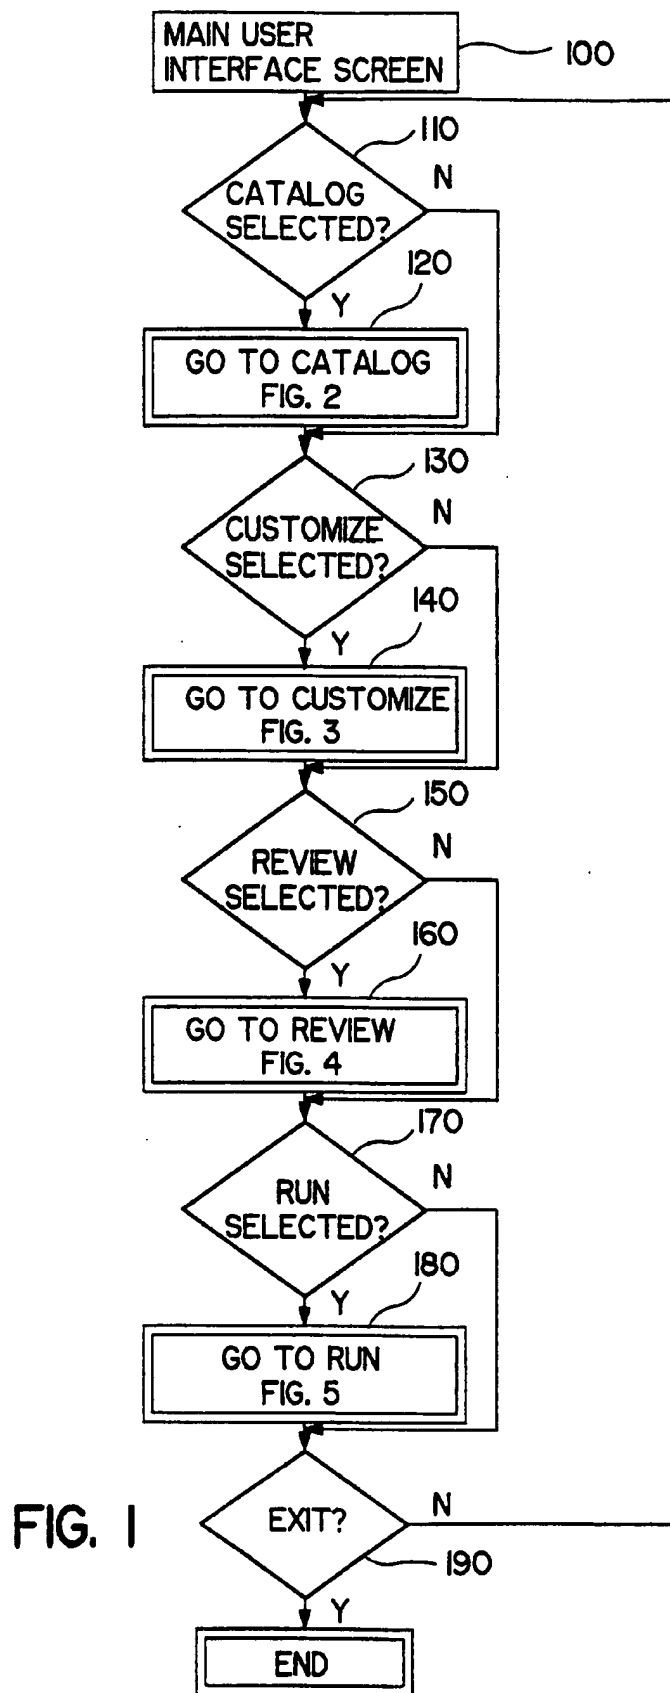 MAIN USER
INTERFACE SCREEN
100
110
N
CATALOG
SELECTED?
120
Y
GO TO CATALOG
FIG. 2
130
N
CUSTOMIZE
SELECTED?
140
Y
GO TO CUSTOMIZE
FIG. 3
150
N
REVIEW
SELECTED?
160
Y
GO TO REVIEW
FIG. 4
170
N
RUN
SELECTED?
180
Y
GO TO RUN
FIG. 5
N
EXIT?
FIG. 1
190
Y
END